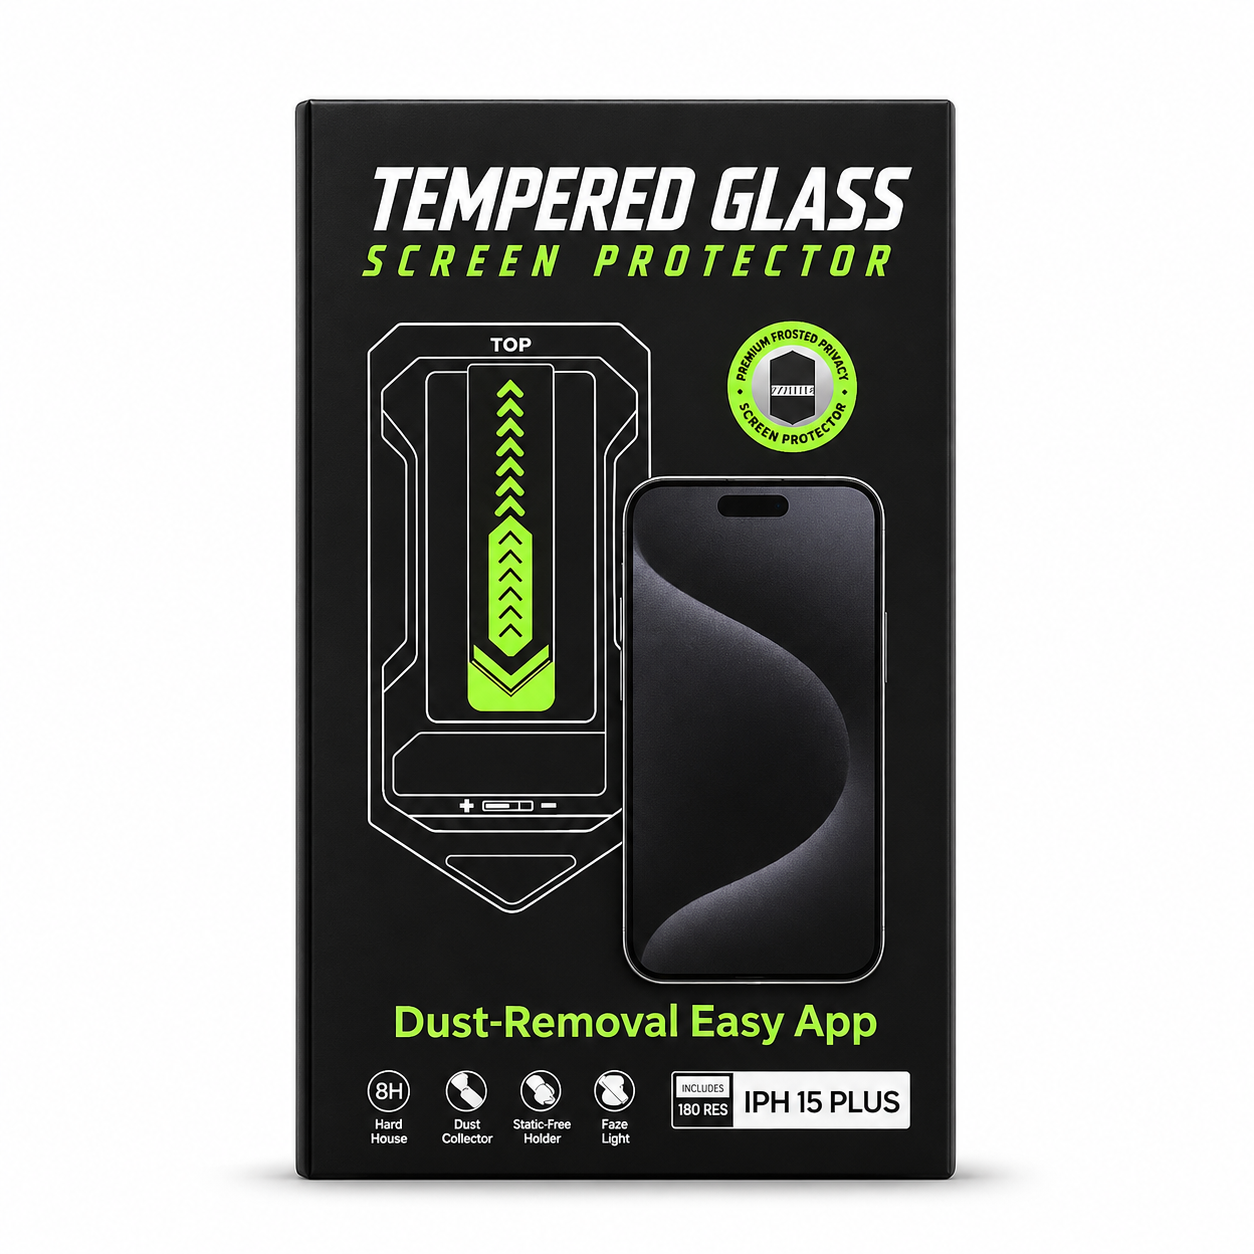 TEMPERED GLASS
SCREEN PROTECTOR
TOP
PREMIUM FROSTED PRIVACY
SCREEN PROTECTOR
+ −
Dust-Removal Easy App
8H
Hard
House
Dust
Collector
Static-Free
Holder
Faze
Light
INCLUDES
180 RES
IPH 15 PLUS